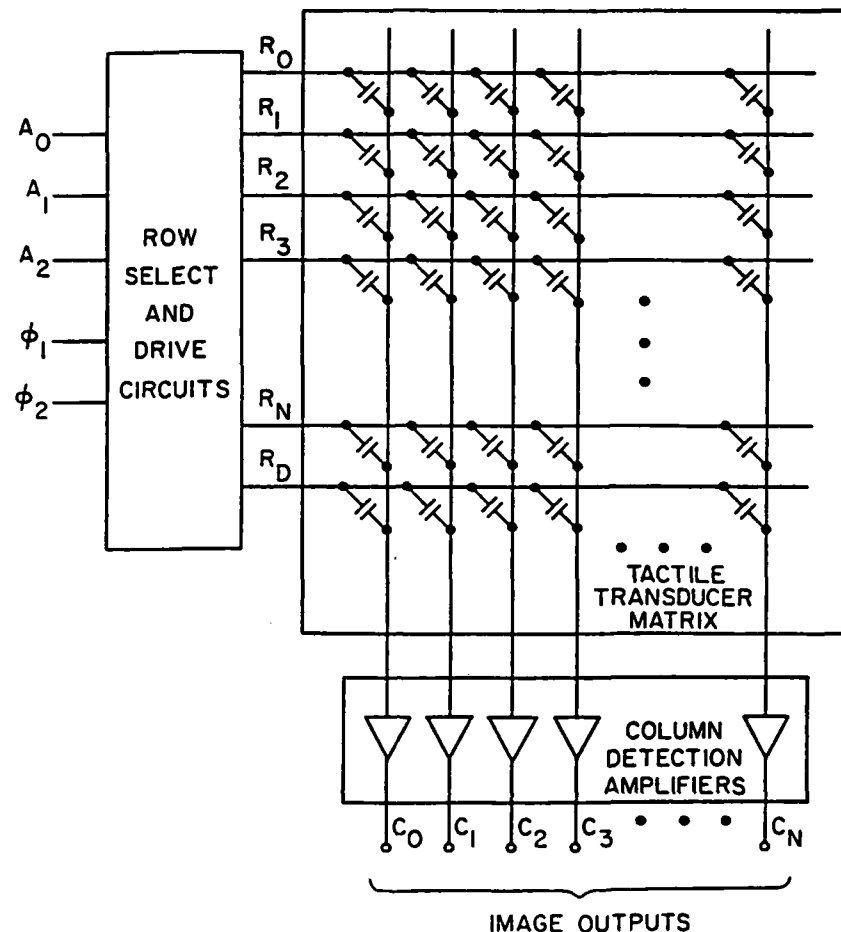 R0
R1
R2
R3
RN
RD
A0
A1
A2
ϕ1
ϕ2
ROW
SELECT
AND
DRIVE
CIRCUITS
TACTILE
TRANSDUCER
MATRIX
COLUMN
DETECTION
AMPLIFIERS
C0 C1 C2 C3 CN
IMAGE OUTPUTS